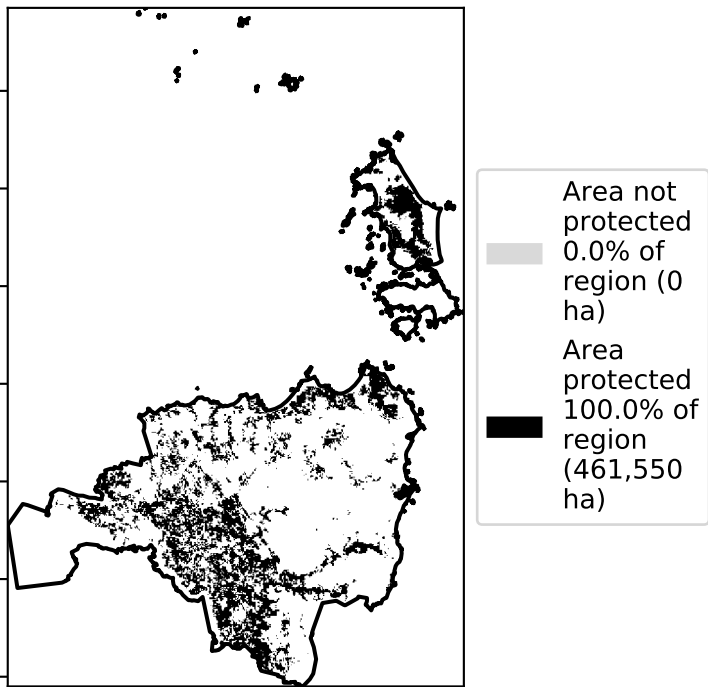 Area not
protected
0.0% of
region (0
ha)
Area
protected
100.0% of
region
(461,550
ha)